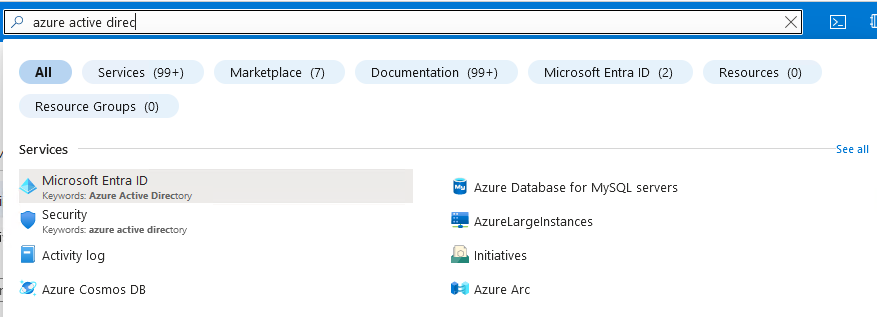 azure active direc
All
Services (99+)
Marketplace (7)
Documentation (99+)
Microsoft Entra ID (2)
Resources (0)
Resource Groups (0)
Services
See all
Microsoft Entra ID
Keywords: Azure Active Directory
Security
Keywords: azure active directory
Activity log
Azure Cosmos DB
My
Azure Database for MySQL servers
AzureLargeInstances
Initiatives
Azure Arc